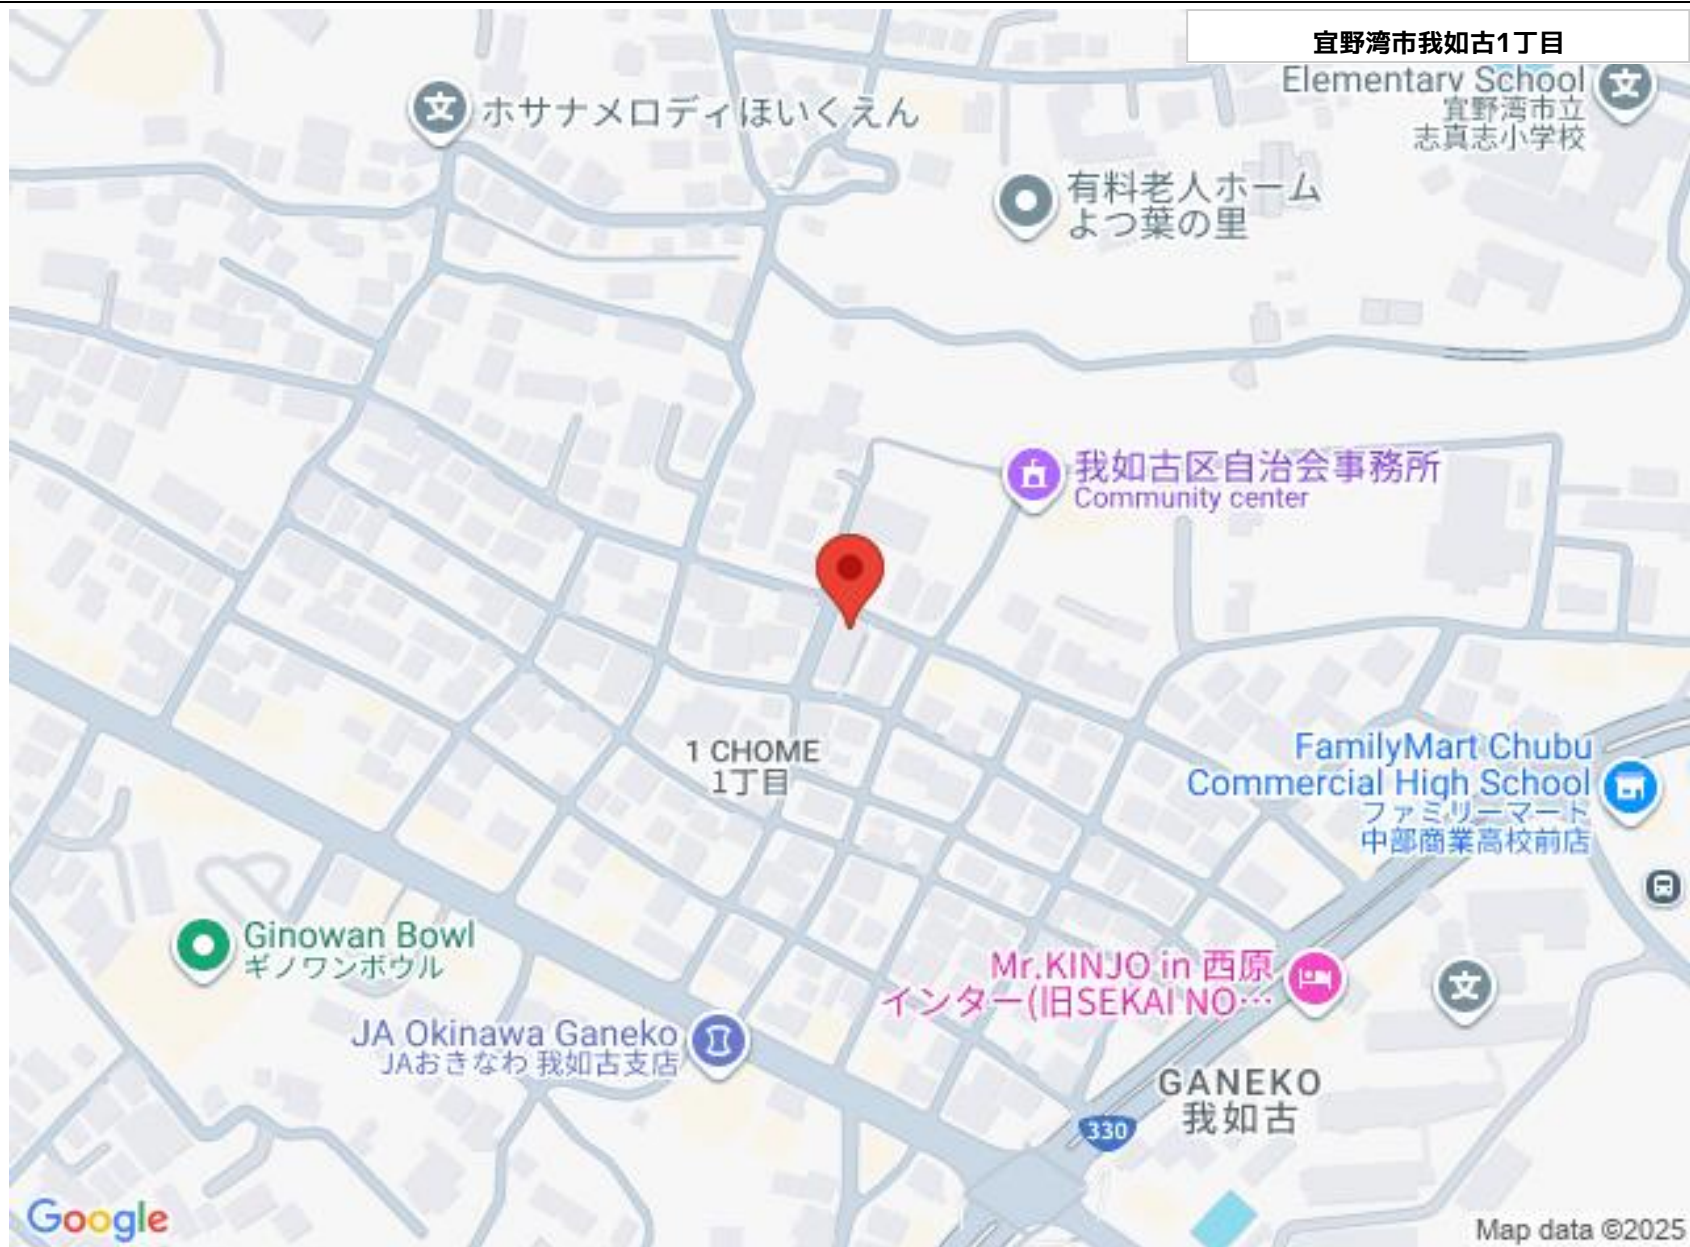 宜野湾市我如古1丁目
Elementary School
宜野湾市立
志真志小学校
ホサナメロディほいくえん
有料老人ホーム
よつ葉の里
我如古区自治会事務所
Community center
1 CHOME
1丁目
FamilyMart Chubu
Commercial High School
ファミリーマート
中部商業高校前店
Ginowan Bowl
ギノワンボウル
Mr.KINJO in 西原
インター(旧SEKAI NO…
JA Okinawa Ganeko
JAおきなわ 我如古支店
GANEKO
我如古
330
Google
Map data ©2025
文
文
文